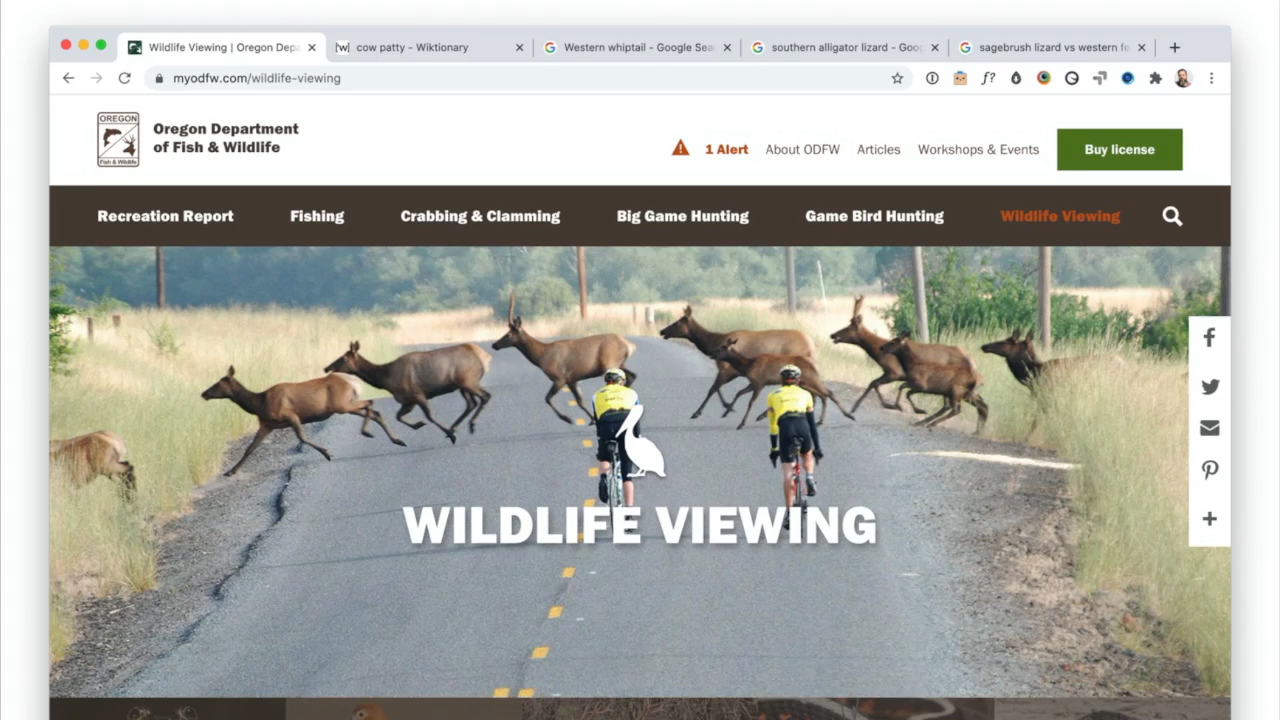 Wildlife Viewing | Oregon Depa
cow patty - Wiktionary
Western whiptail - Google Sea
southern alligator lizard - Goog
sagebrush lizard vs western fe
myodfw.com/wildlife-viewing
OREGON
Fish & Wildlife
Oregon Department
of Fish & Wildlife
1 Alert
About ODFW
Articles
Workshops & Events
Buy license
Recreation Report
Fishing
Crabbing & Clamming
Big Game Hunting
Game Bird Hunting
Wildlife Viewing
WILDLIFE VIEWING